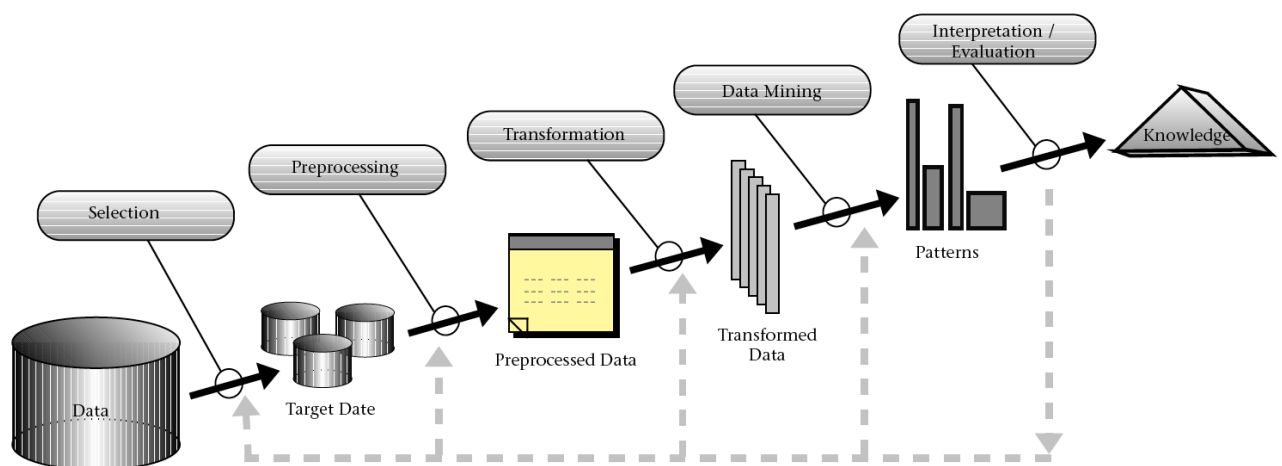 Interpretation /
Evaluation
Data Mining
Knowledge
Transformation
Preprocessing
Selection
Patterns
Transformed
Data
Preprocessed Data
Target Date
Data